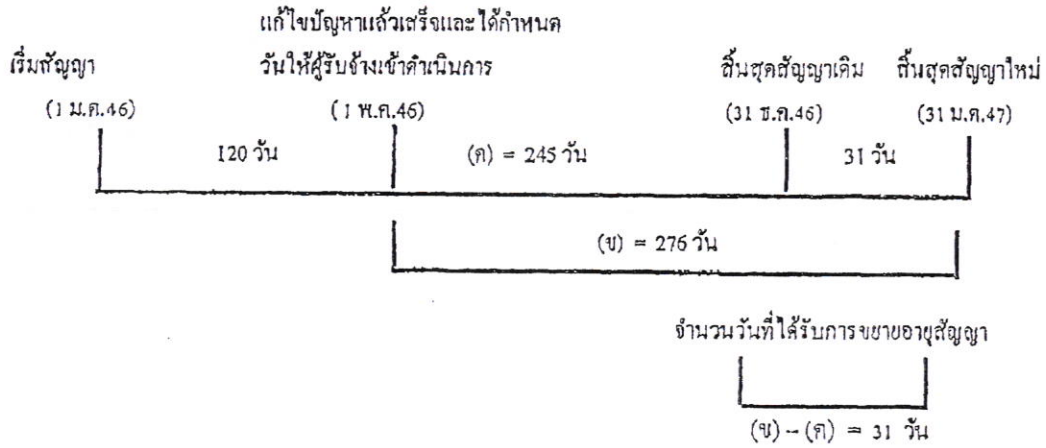 แก้ไขปัญหาแล้วเสร็จและได้กำหนด
เริ่มสัญญา วันให้ผู้รับจ้างเข้าดำเนินการ สิ้นสุดสัญญาเดิม สิ้นสุดสัญญาใหม่
(1 ม.ค.46) (1 พ.ค.46) (31 ธ.ค.46) (31 ม.ค.47)
120 วัน (ค) = 245 วัน 31 วัน
(ข) = 276 วัน
จำนวนวันที่ได้รับการขยายอายุสัญญา
(ข) – (ค) = 31 วัน